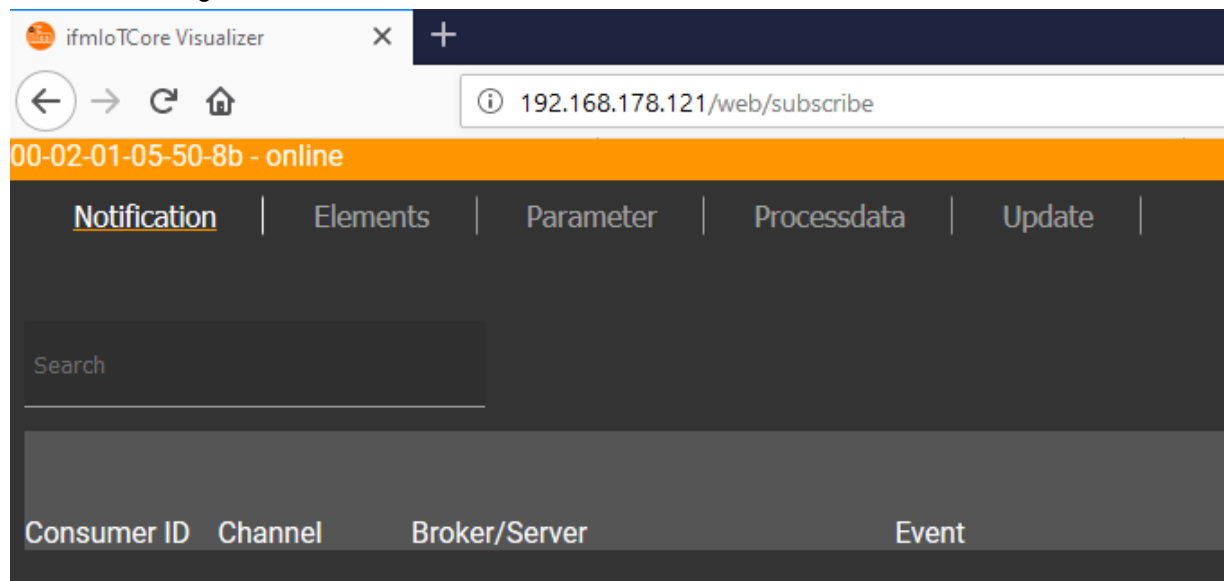 ifmIoTCore Visualizer
192.168.178.121/web/subscribe
00-02-01-05-50-8b - online
Notification Elements Parameter Processdata Update
Search
Consumer ID Channel Broker/Server Event